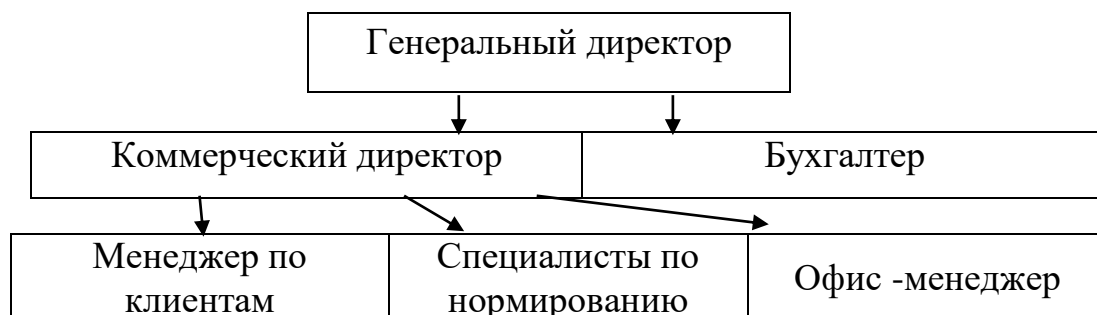 Генеральный директор
Коммерческий директор
Бухгалтер
Менеджер по
клиентам
Специалисты по
нормированию
Офис -менеджер